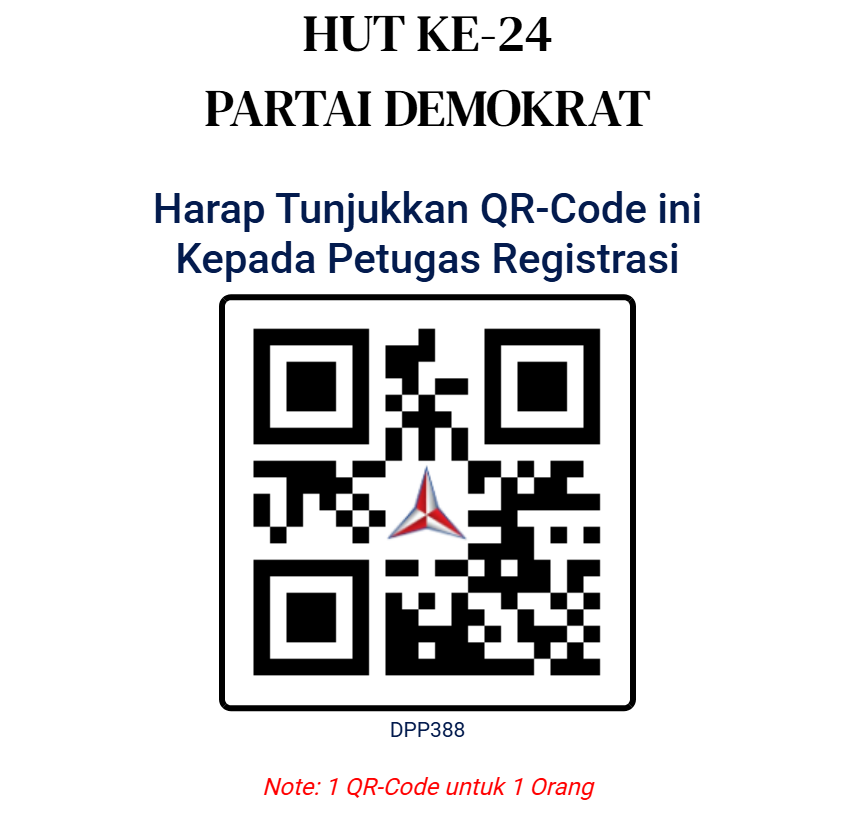 HUT KE-24
PARTAI DEMOKRAT
Harap Tunjukkan QR-Code ini
Kepada Petugas Registrasi
DPP388
Note: 1 QR-Code untuk 1 Orang